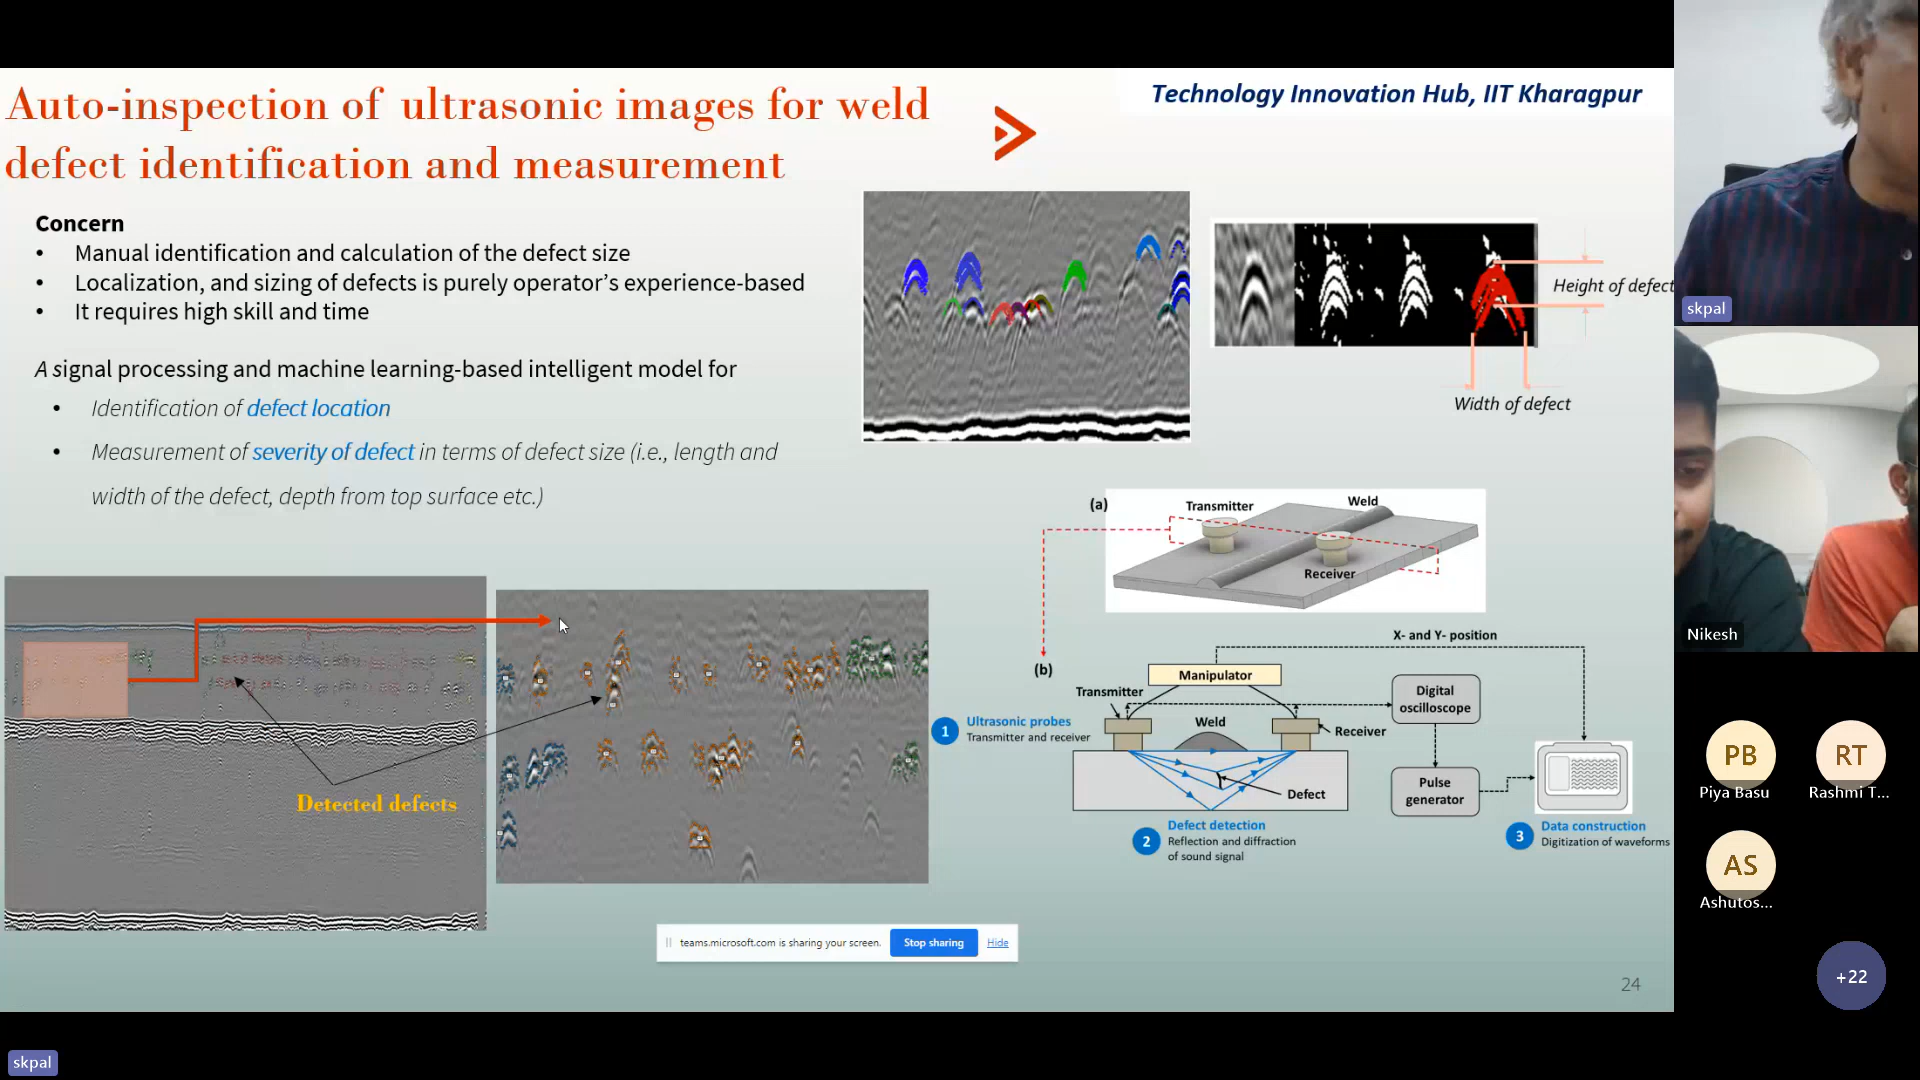 Auto-inspection of ultrasonic images for weld
defect identification and measurement
Technology Innovation Hub, IIT Kharagpur
Concern
• Manual identification and calculation of the defect size
• Localization, and sizing of defects is purely operator’s experience-based
• It requires high skill and time
A signal processing and machine learning-based intelligent model for
• Identification of defect location
• Measurement of severity of defect in terms of defect size (i.e., length and
width of the defect, depth from top surface etc.)
Height of defect
Width of defect
Detected defects
(a)
Transmitter
Weld
Receiver
X- and Y- position
(b)
Manipulator
Transmitter
Weld
Receiver
Digital
oscilloscope
1 Ultrasonic probes
Transmitter and receiver
Defect
Pulse
generator
2 Defect detection
Reflection and diffraction
of sound signal
3 Data construction
Digitization of waveforms
teams.microsoft.com is sharing your screen. Stop sharing Hide
24
skpal
Nikesh
PB
Piya Basu
RT
Rashmi T...
AS
Ashutos...
+22
skpal